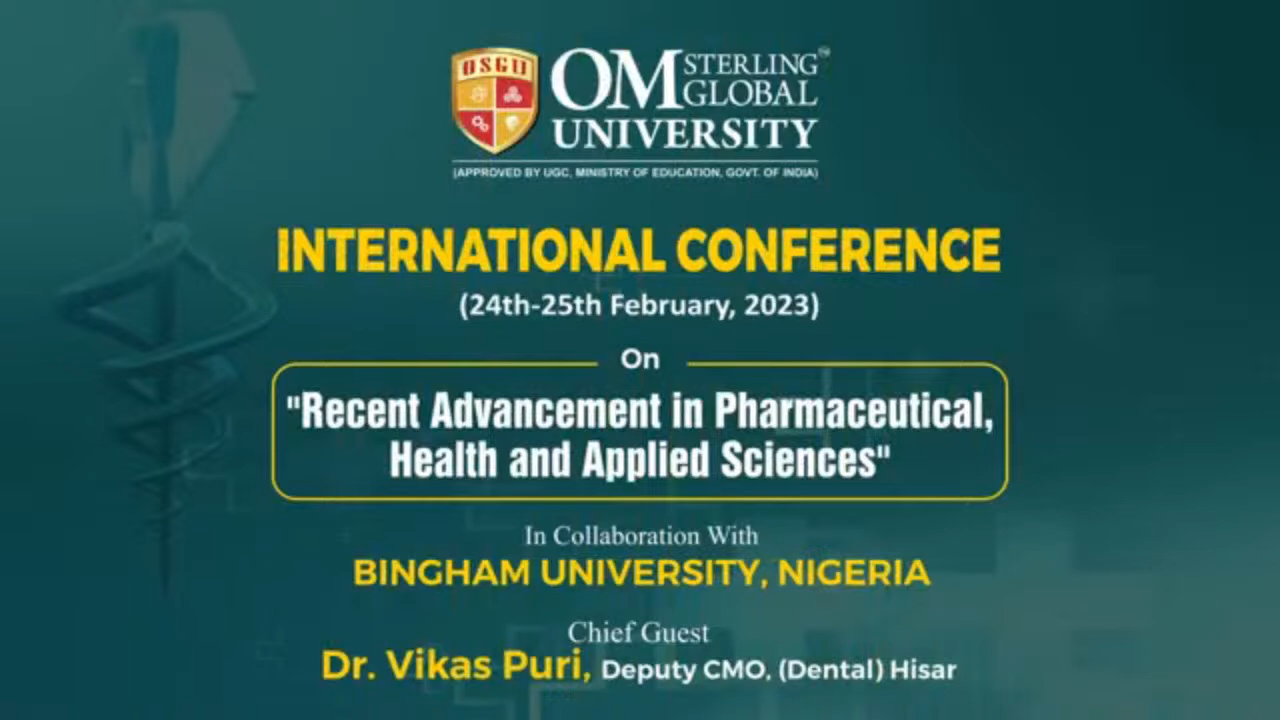 OSGU
OM STERLING GLOBAL UNIVERSITY™
(APPROVED BY UGC, MINISTRY OF EDUCATION, GOVT. OF INDIA)
INTERNATIONAL CONFERENCE
(24th-25th February, 2023)
On
"Recent Advancement in Pharmaceutical,
Health and Applied Sciences"
In Collaboration With
BINGHAM UNIVERSITY, NIGERIA
Chief Guest
Dr. Vikas Puri, Deputy CMO, (Dental) Hisar